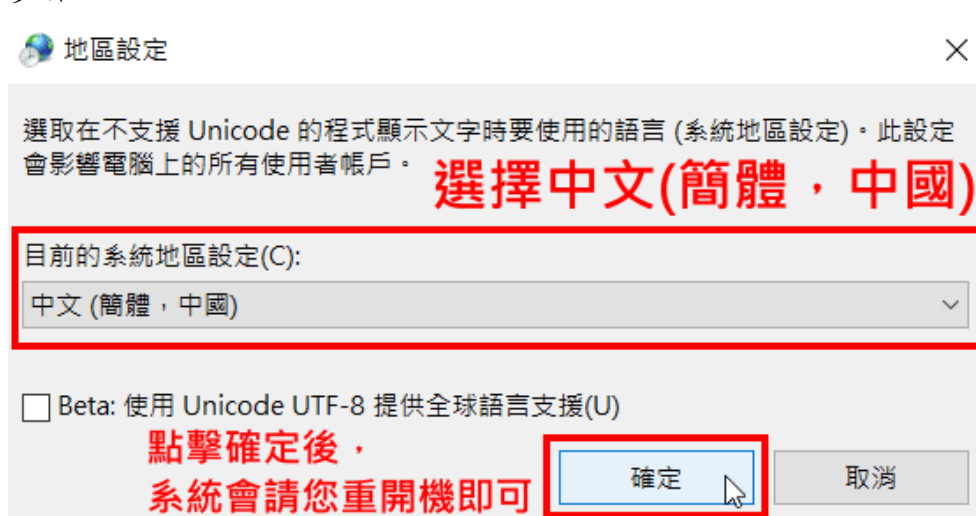 地區設定
選取在不支援 Unicode 的程式顯示文字時要使用的語言 (系統地區設定)。此設定
會影響電腦上的所有使用者帳戶。
選擇中文(簡體，中國)
目前的系統地區設定(C):
中文 (簡體，中國)
Beta: 使用 Unicode UTF-8 提供全球語言支援(U)
點擊確定後，
系統會請您重開機即可
確定
取消